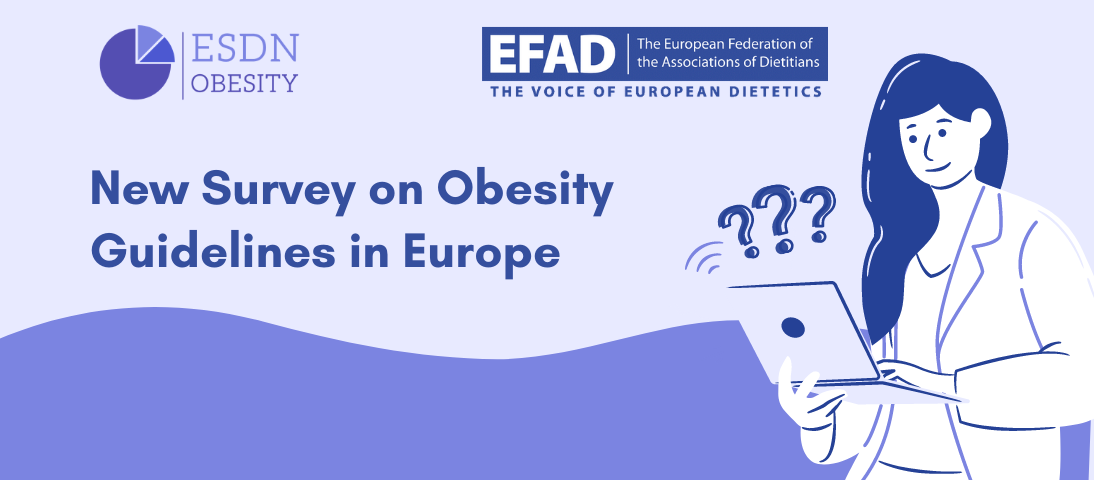 ESDN
OBESITY
EFAD
The European Federation of
the Associations of Dietitians
THE VOICE OF EUROPEAN DIETETICS
New Survey on Obesity
Guidelines in Europe
???